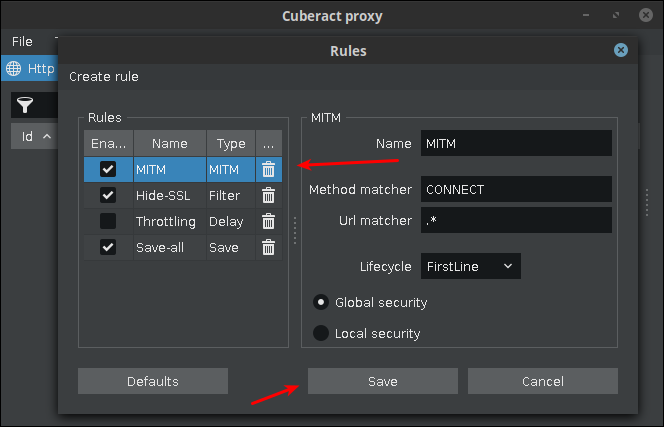 Cuberact proxy
File
Rules
Http
Create rule
Id
Rules
Ena... Name Type ...
MITM MITM
Hide-SSL Filter
Throttling Delay
Save-all Save
MITM
Name MITM
Method matcher CONNECT
Url matcher .*
Lifecycle FirstLine
Global security
Local security
Defaults Save Cancel